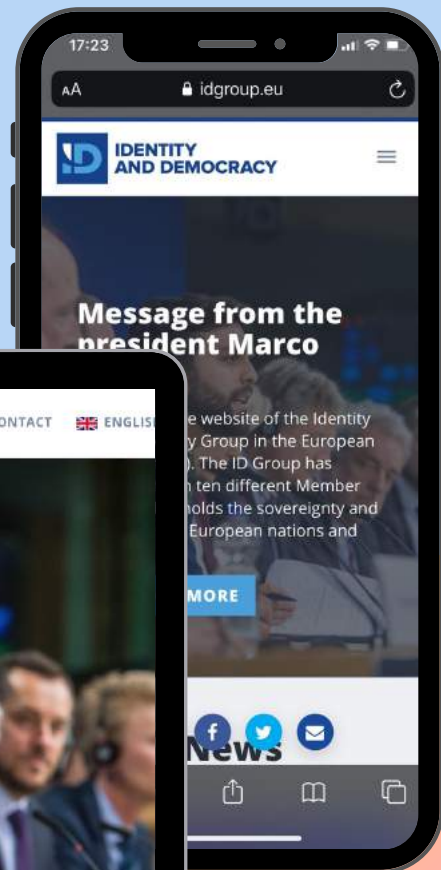 17:23
AA
idgroup.eu
IDENTITY
AND DEMOCRACY
Message from the
president Marco
e website of the Identity
y Group in the European
). The ID Group has
ten different Member
holds the sovereignty and
European nations and
MORE
News
ONTACT
ENGLIS